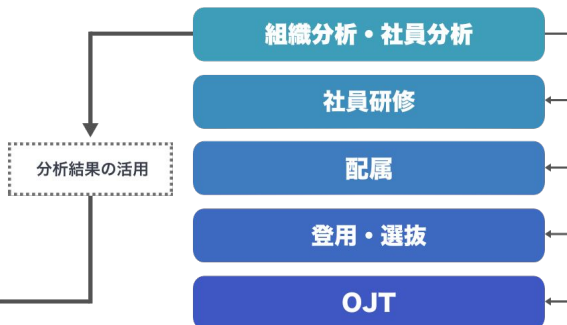 組織分析・社員分析
社員研修
分析結果の活用
配属
登用・選抜
OJT